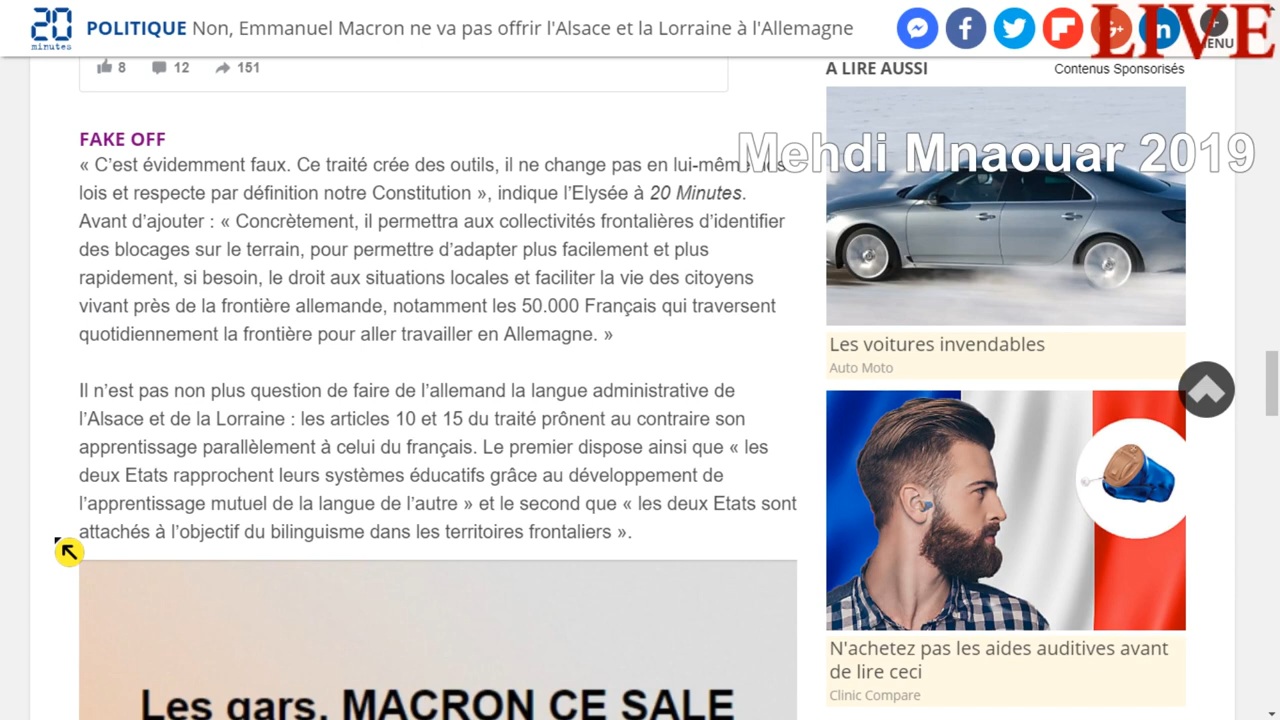 20
minutes
POLITIQUE Non, Emmanuel Macron ne va pas offrir l'Alsace et la Lorraine à l'Allemagne
LIVE
8 12 151
FAKE OFF
« C’est évidemment faux. Ce traité crée des outils, il ne change pas en lui-même
lois et respecte par définition notre Constitution », indique l’Elysée à 20 Minutes.
Avant d’ajouter : « Concrètement, il permettra aux collectivités frontalières d’identifier
des blocages sur le terrain, pour permettre d’adapter plus facilement et plus
rapidement, si besoin, le droit aux situations locales et faciliter la vie des citoyens
vivant près de la frontière allemande, notamment les 50.000 Français qui traversent
quotidiennement la frontière pour aller travailler en Allemagne. »
Il n’est pas non plus question de faire de l’allemand la langue administrative de
l’Alsace et de la Lorraine : les articles 10 et 15 du traité prônent au contraire son
apprentissage parallèlement à celui du français. Le premier dispose ainsi que « les
deux Etats rapprochent leurs systèmes éducatifs grâce au développement de
l’apprentissage mutuel de la langue de l’autre » et le second que « les deux Etats sont
attachés à l’objectif du bilinguisme dans les territoires frontaliers ».
Les gars, MACRON CE SALE
A LIRE AUSSI
Contenus Sponsorisés
Mehdi Mnaouar 2019
Les voitures invendables
Auto Moto
N'achetez pas les aides auditives avant
de lire ceci
Clinic Compare